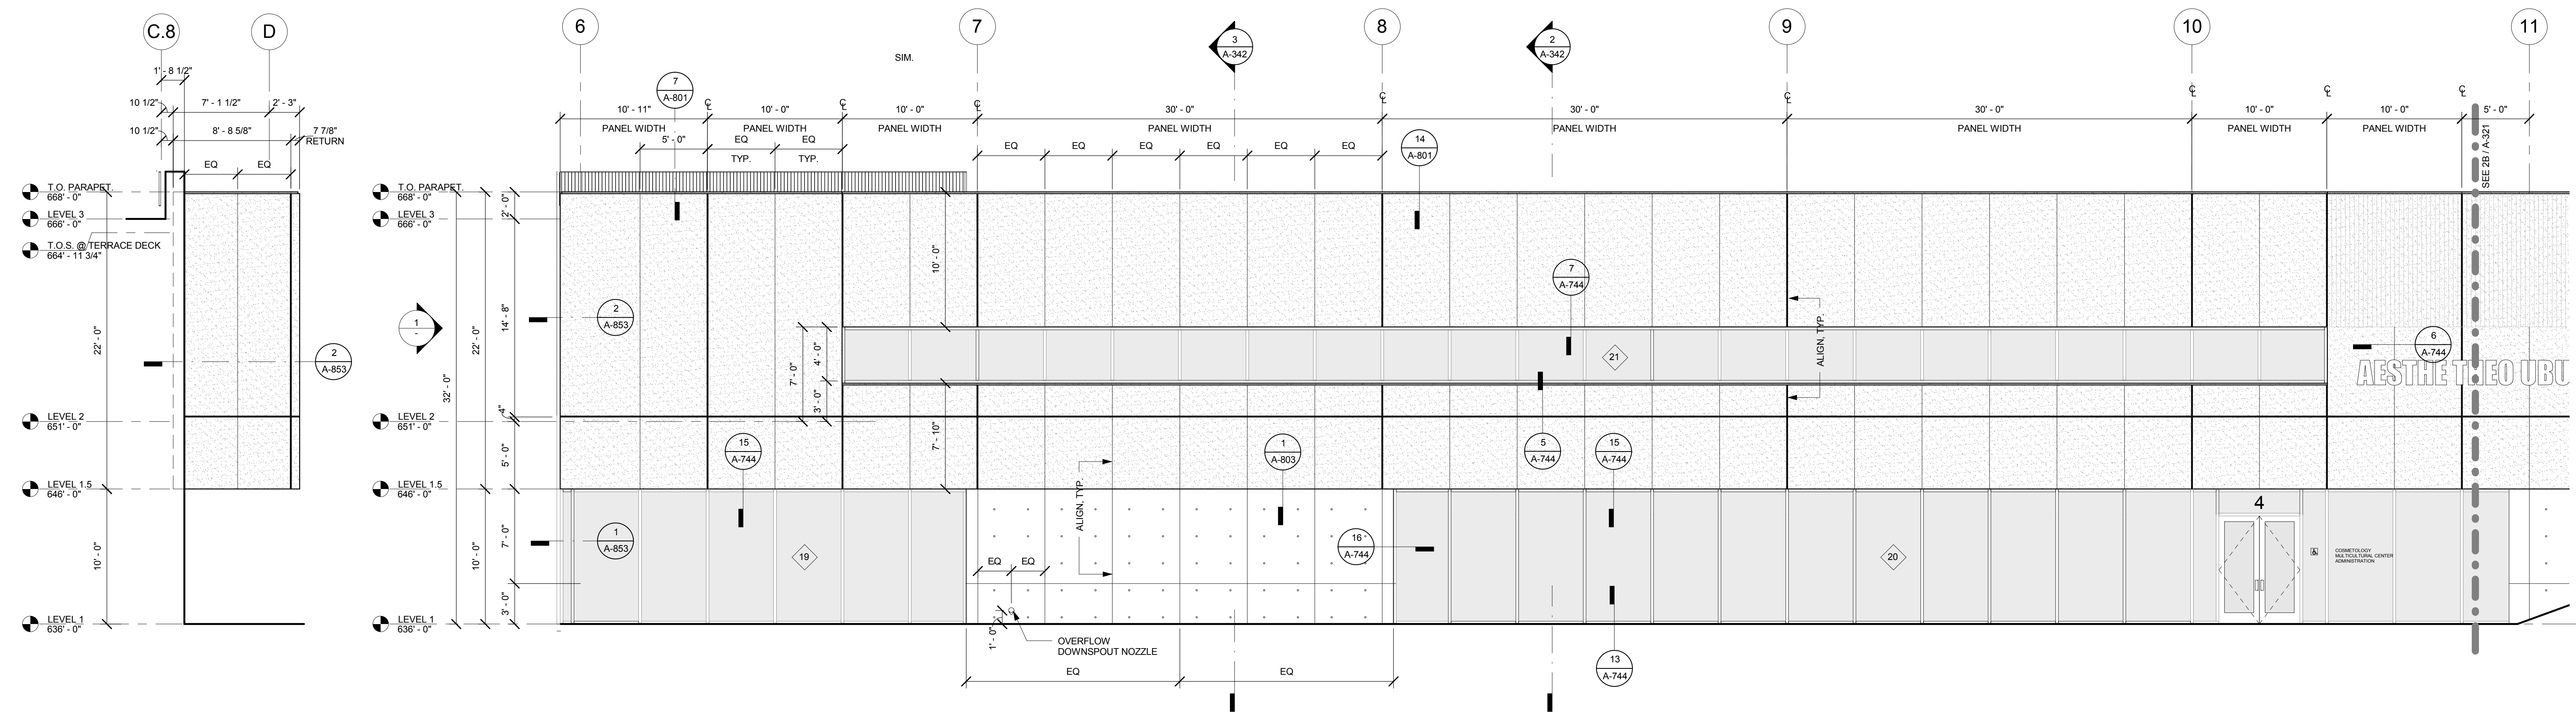 C.8
D
6
7
8
9
10
11
3
A-342
2
A-342
SIM.
7
A-801
14
A-801
1' - 8 1/2"
10 1/2"
7' - 1 1/2"
2' - 3"
10 1/2"
8' - 8 5/8"
7 7/8"
RETURN
EQ
EQ
10' - 11"
10' - 0"
10' - 0"
30' - 0"
30' - 0"
30' - 0"
10' - 0"
10' - 0"
5' - 0"
PANEL WIDTH
PANEL WIDTH
PANEL WIDTH
PANEL WIDTH
PANEL WIDTH
PANEL WIDTH
PANEL WIDTH
PANEL WIDTH
5' - 0"
EQ
EQ
TYP.
TYP.
EQ
EQ
EQ
EQ
EQ
EQ
SEE 2B / A-321
T.O. PARAPET.
668' - 0"
LEVEL 3
666' - 0"
T.O.S. @ TERRACE DECK
664' - 11 3/4"
LEVEL 2
651' - 0"
LEVEL 1.5
646' - 0"
LEVEL 1
636' - 0"
22' - 0"
10' - 0"
2
A-853
T.O. PARAPET.
668' - 0"
LEVEL 3
666' - 0"
1
-
LEVEL 2
651' - 0"
LEVEL 1.5
646' - 0"
LEVEL 1
636' - 0"
32' - 0"
22' - 0"
10' - 0"
2' - 0"
14' - 8"
4"
5' - 0"
7' - 0"
3' - 0"
2
A-853
7' - 0"
4' - 0"
3' - 0"
10' - 0"
7' - 10"
7
A-744
21
ALIGN, TYP.
6
A-744
AESTHE THEO UBU
15
A-744
1
A-803
5
A-744
15
A-744
ALIGN, TYP.
1
A-853
19
16
A-744
20
4
COSMETOLOGY
MULTICULTURAL CENTER
ADMINISTRATION
EQ
EQ
1' - 0"
OVERFLOW
DOWNSPOUT NOZZLE
EQ
EQ
13
A-744